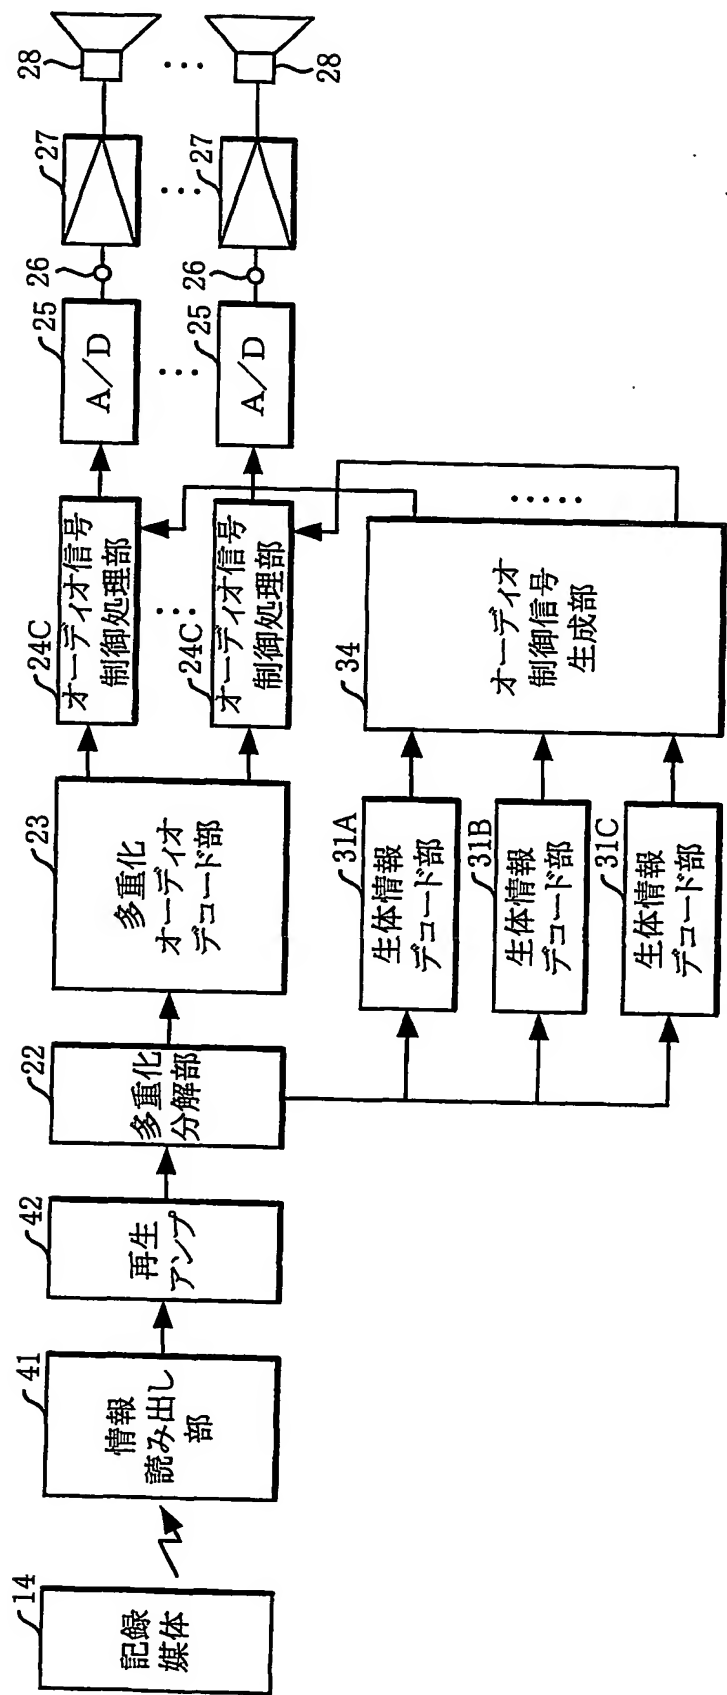 14
記録
媒体
41
情報
読み出し
部
42
再生
アンプ
22
多重化
分解部
23
多重化
オーディオ
デコード部
24C
オーディオ信号
制御処理部
24C
オーディオ信号
制御処理部
25
A/D
25
A/D
26
26
27
27
28
28
31A
生体情報
デコード部
31B
生体情報
デコード部
31C
生体情報
デコード部
34
オーディオ
制御信号
生成部